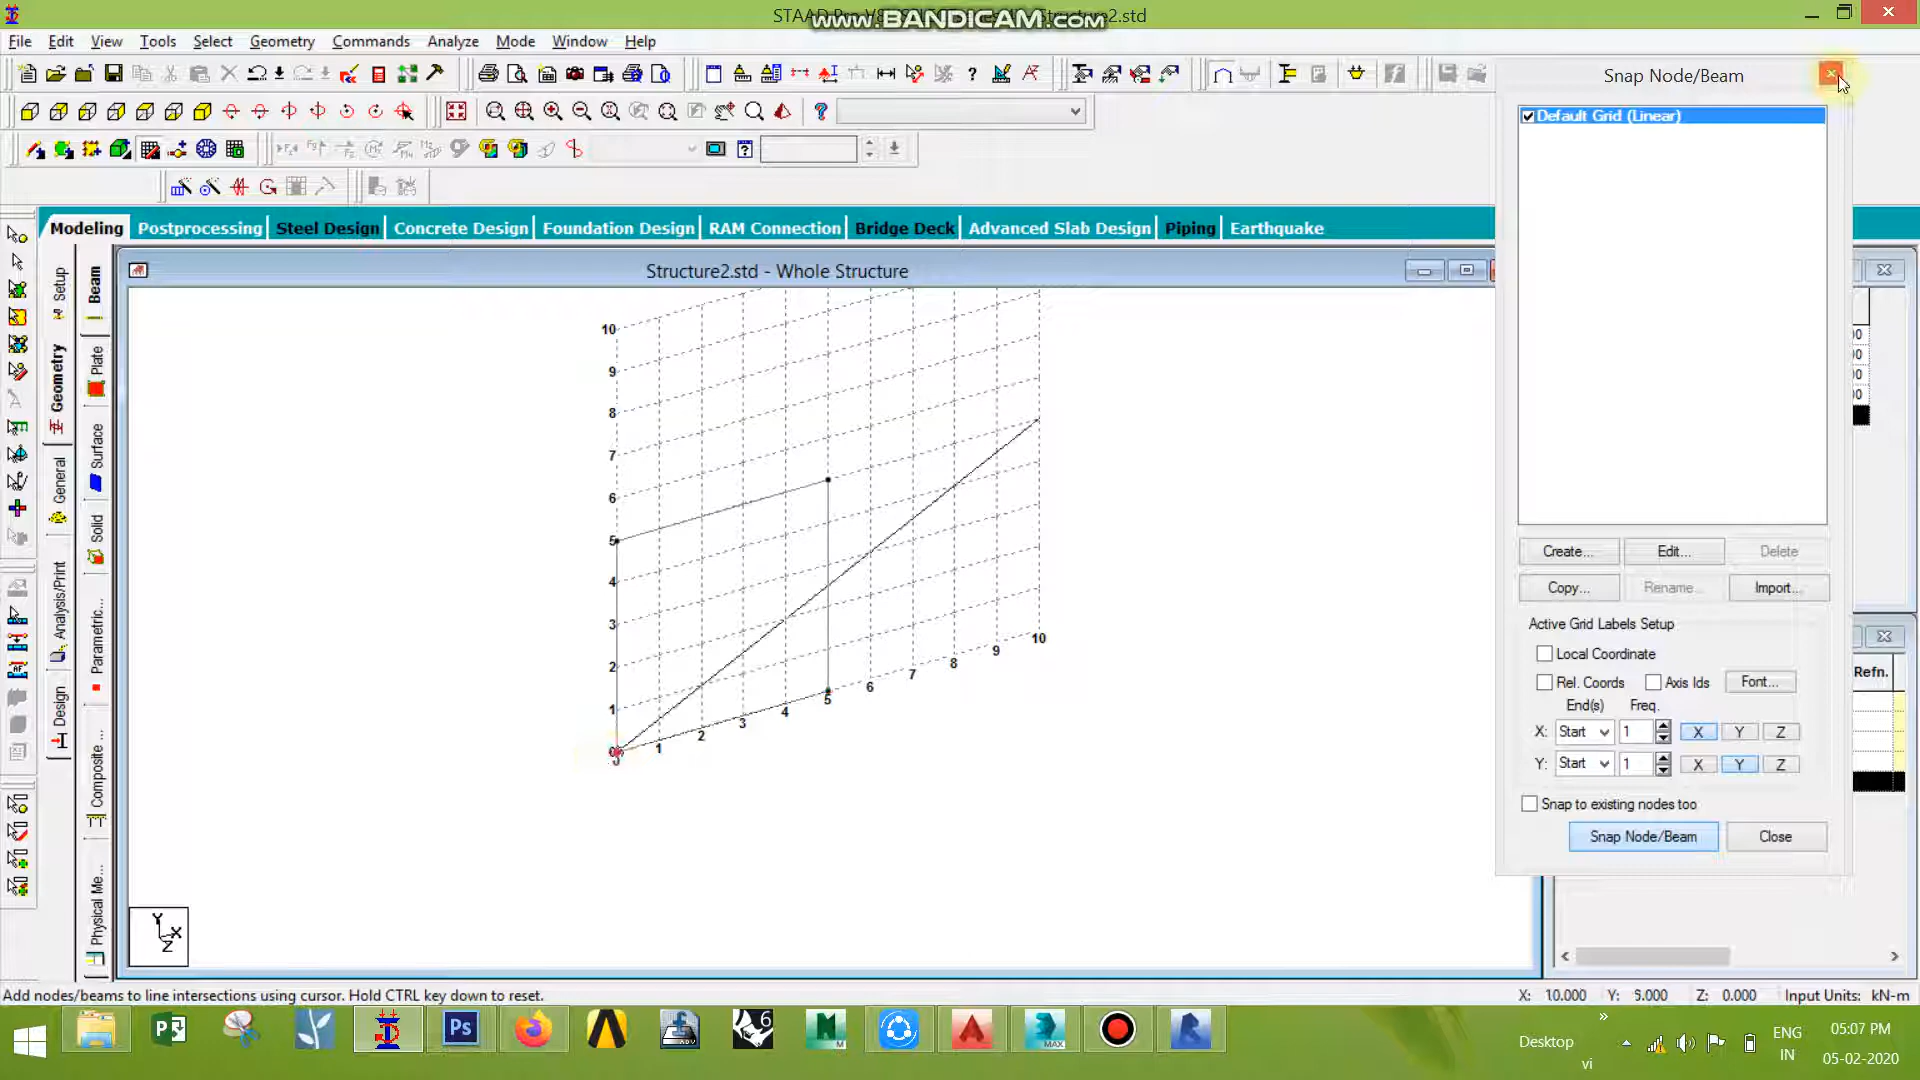 WWW.BANDICAM.COM
STAAD.Pro V8i
Structure2.std
File Edit View Tools Select Geometry Commands Analyze Mode Window Help
Snap Node/Beam
Default Grid (Linear)
Modeling Postprocessing Steel Design Concrete Design Foundation Design RAM Connection Bridge Deck Advanced Slab Design Piping Earthquake
Structure2.std - Whole Structure
Setup
Geometry
General
Analysis/Print
Design
Beam
Plate
Surface
Solid
Parametric...
Composite ...
Physical Me...
10
9
8
7
6
5
4
3
2
1
0
1 2 3 4 5 6 7 8 9 10
Create... Edit... Delete
Copy... Rename... Import...
Active Grid Labels Setup
Local Coordinate
Rel. Coords Axis Ids Font...
End(s) Freq.
X: Start 1 X Y Z
Y: Start 1 X Y Z
Snap to existing nodes too
Snap Node/Beam Close
Refn.
Y
X
Z
Add nodes/beams to line intersections using cursor. Hold CTRL key down to reset.
X: 10.000 Y: 5.000 Z: 0.000 Input Units: kN-m
Ps
6
M
MAX
Desktop
vi
ENG
IN
05:07 PM
05-02-2020